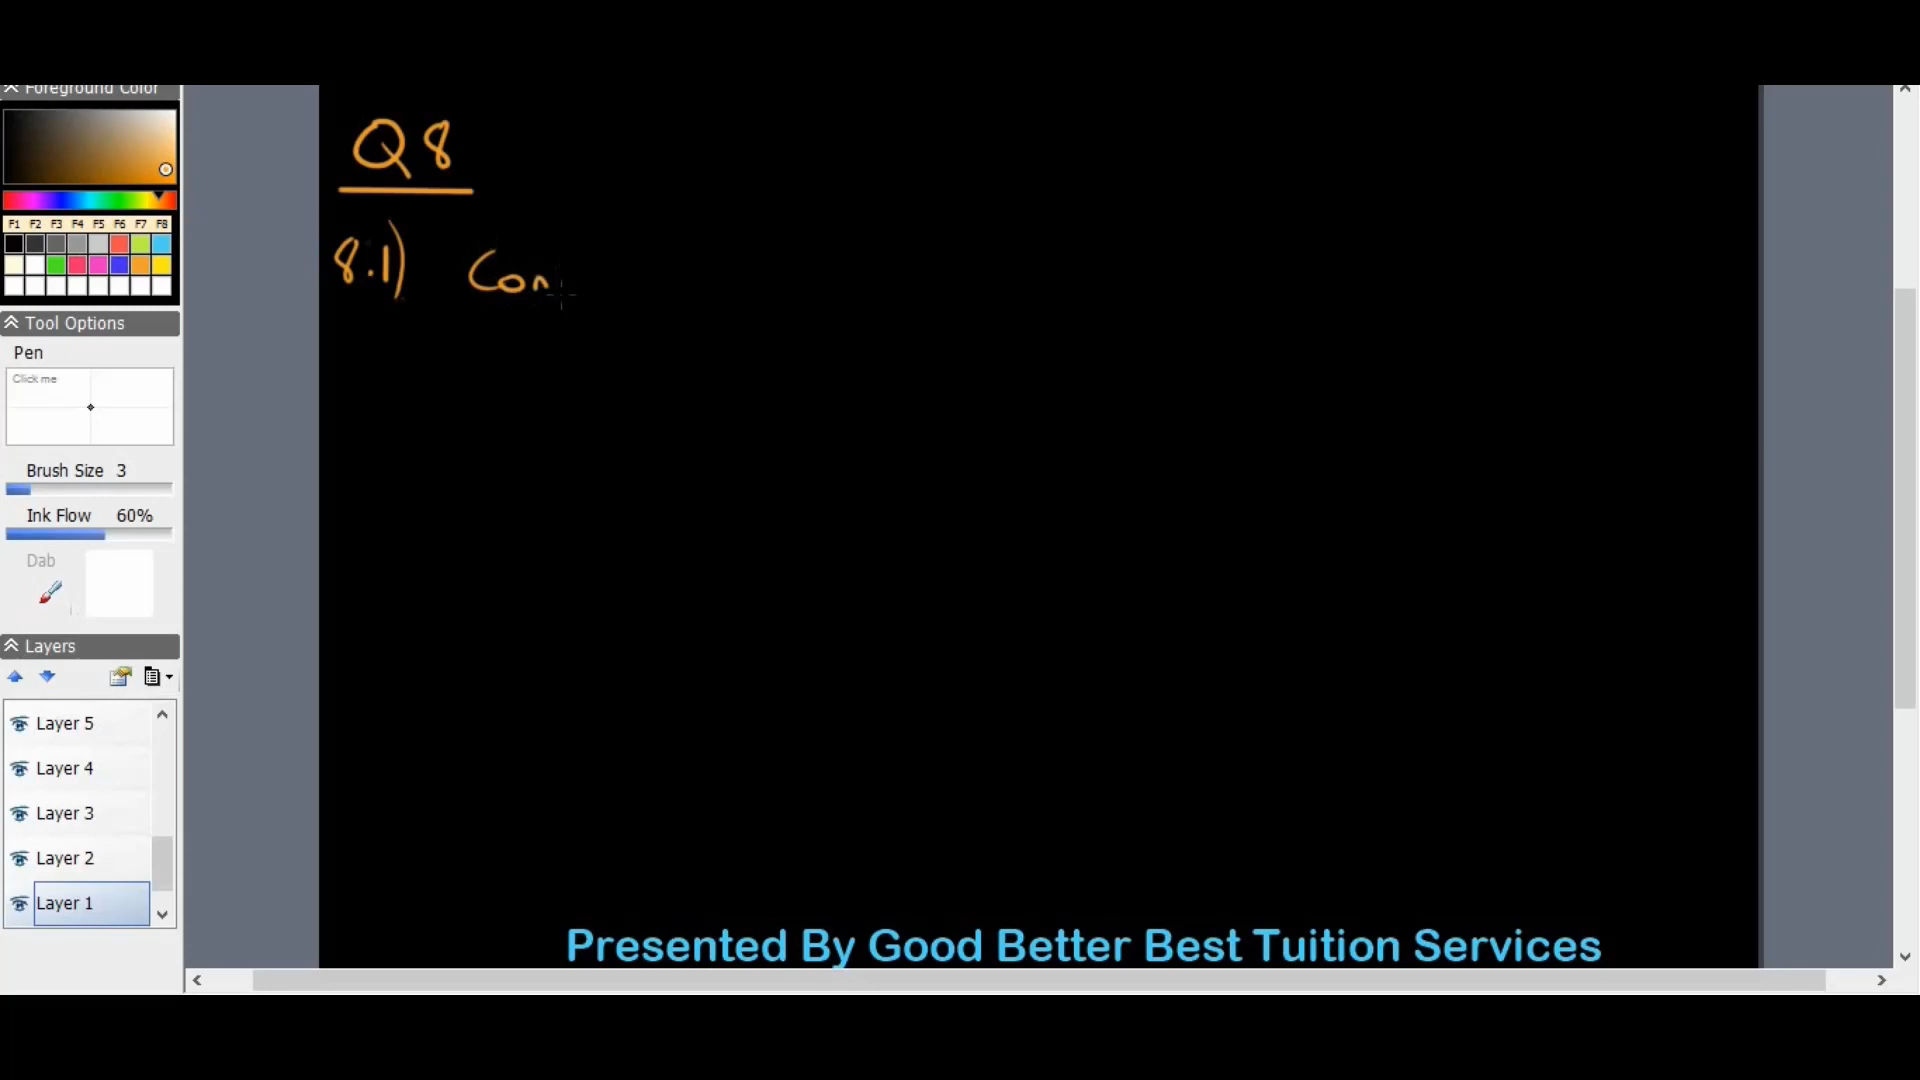 Foreground Color
F1 F2 F3 F4 F5 F6 F7 F8
Tool Options
Pen
Click me
Brush Size 3
Ink Flow 60%
Dab
Layers
Layer 5
Layer 4
Layer 3
Layer 2
Layer 1
Q8
8.1) Con
Presented By Good Better Best Tuition Services